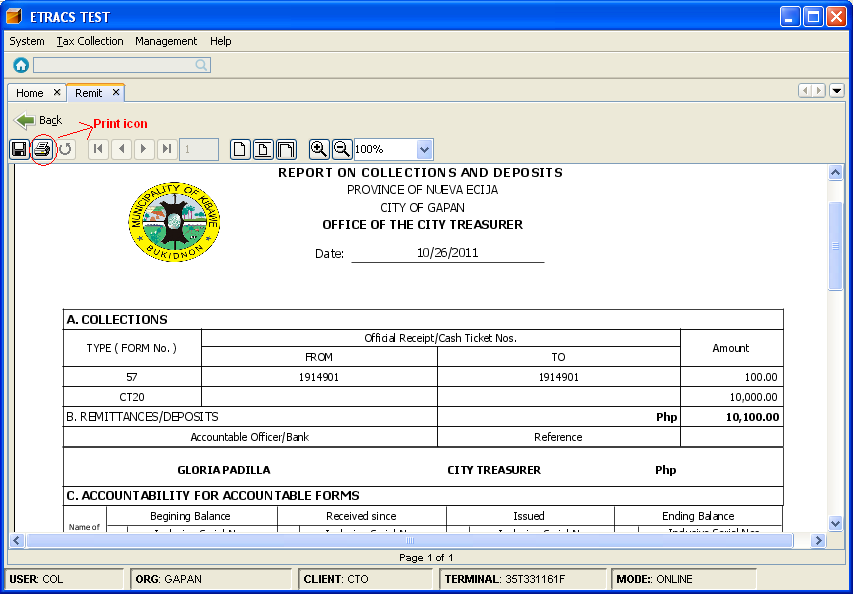 ETRACS TEST
System Tax Collection Management Help
Home Remit
Back
Print icon
1 100%
REPORT ON COLLECTIONS AND DEPOSITS
PROVINCE OF NUEVA ECIJA
CITY OF GAPAN
OFFICE OF THE CITY TREASURER
MUNICIPALITY OF KIBAWE
BUKIDNON
Date: 10/26/2011
A. COLLECTIONS
TYPE ( FORM No. ) Official Receipt/Cash Ticket Nos. Amount
FROM TO
57 1914901 1914901 100.00
CT20 10,000.00
B. REMITTANCES/DEPOSITS Php 10,100.00
Accountable Officer/Bank Reference
GLORIA PADILLA CITY TREASURER Php
C. ACCOUNTABILITY FOR ACCOUNTABLE FORMS
Name of Begining Balance Received since Issued Ending Balance
Page 1 of 1
USER: COL ORG: GAPAN CLIENT: CTO TERMINAL: 35T331161F MODE:: ONLINE